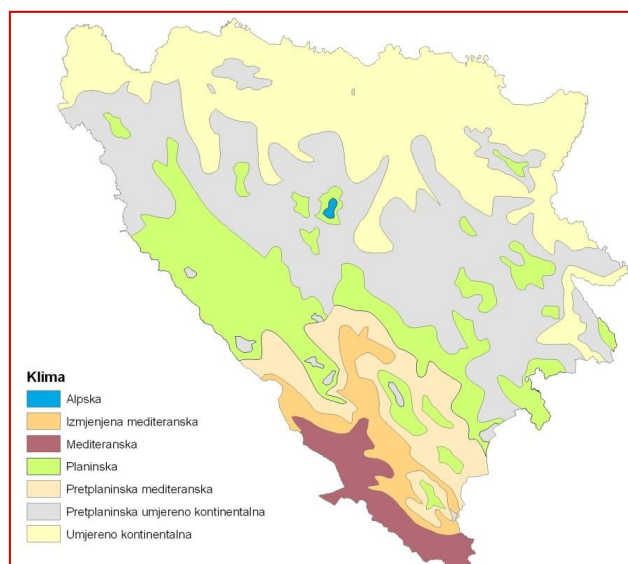 Klima
Alpska
Izmjenjena mediteranska
Mediteranska
Planinska
Pretplaninska mediteranska
Pretplaninska umjereno kontinentalna
Umjereno kontinentalna